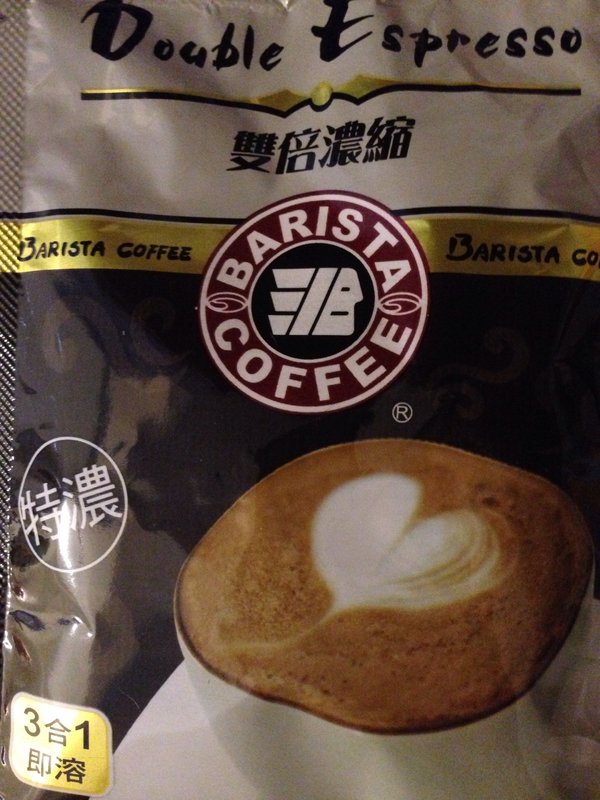 Double Espresso
雙倍濃縮
BARISTA COFFEE
BARISTA COFFEE
BARISTA CO
®
特濃
3合1
即溶